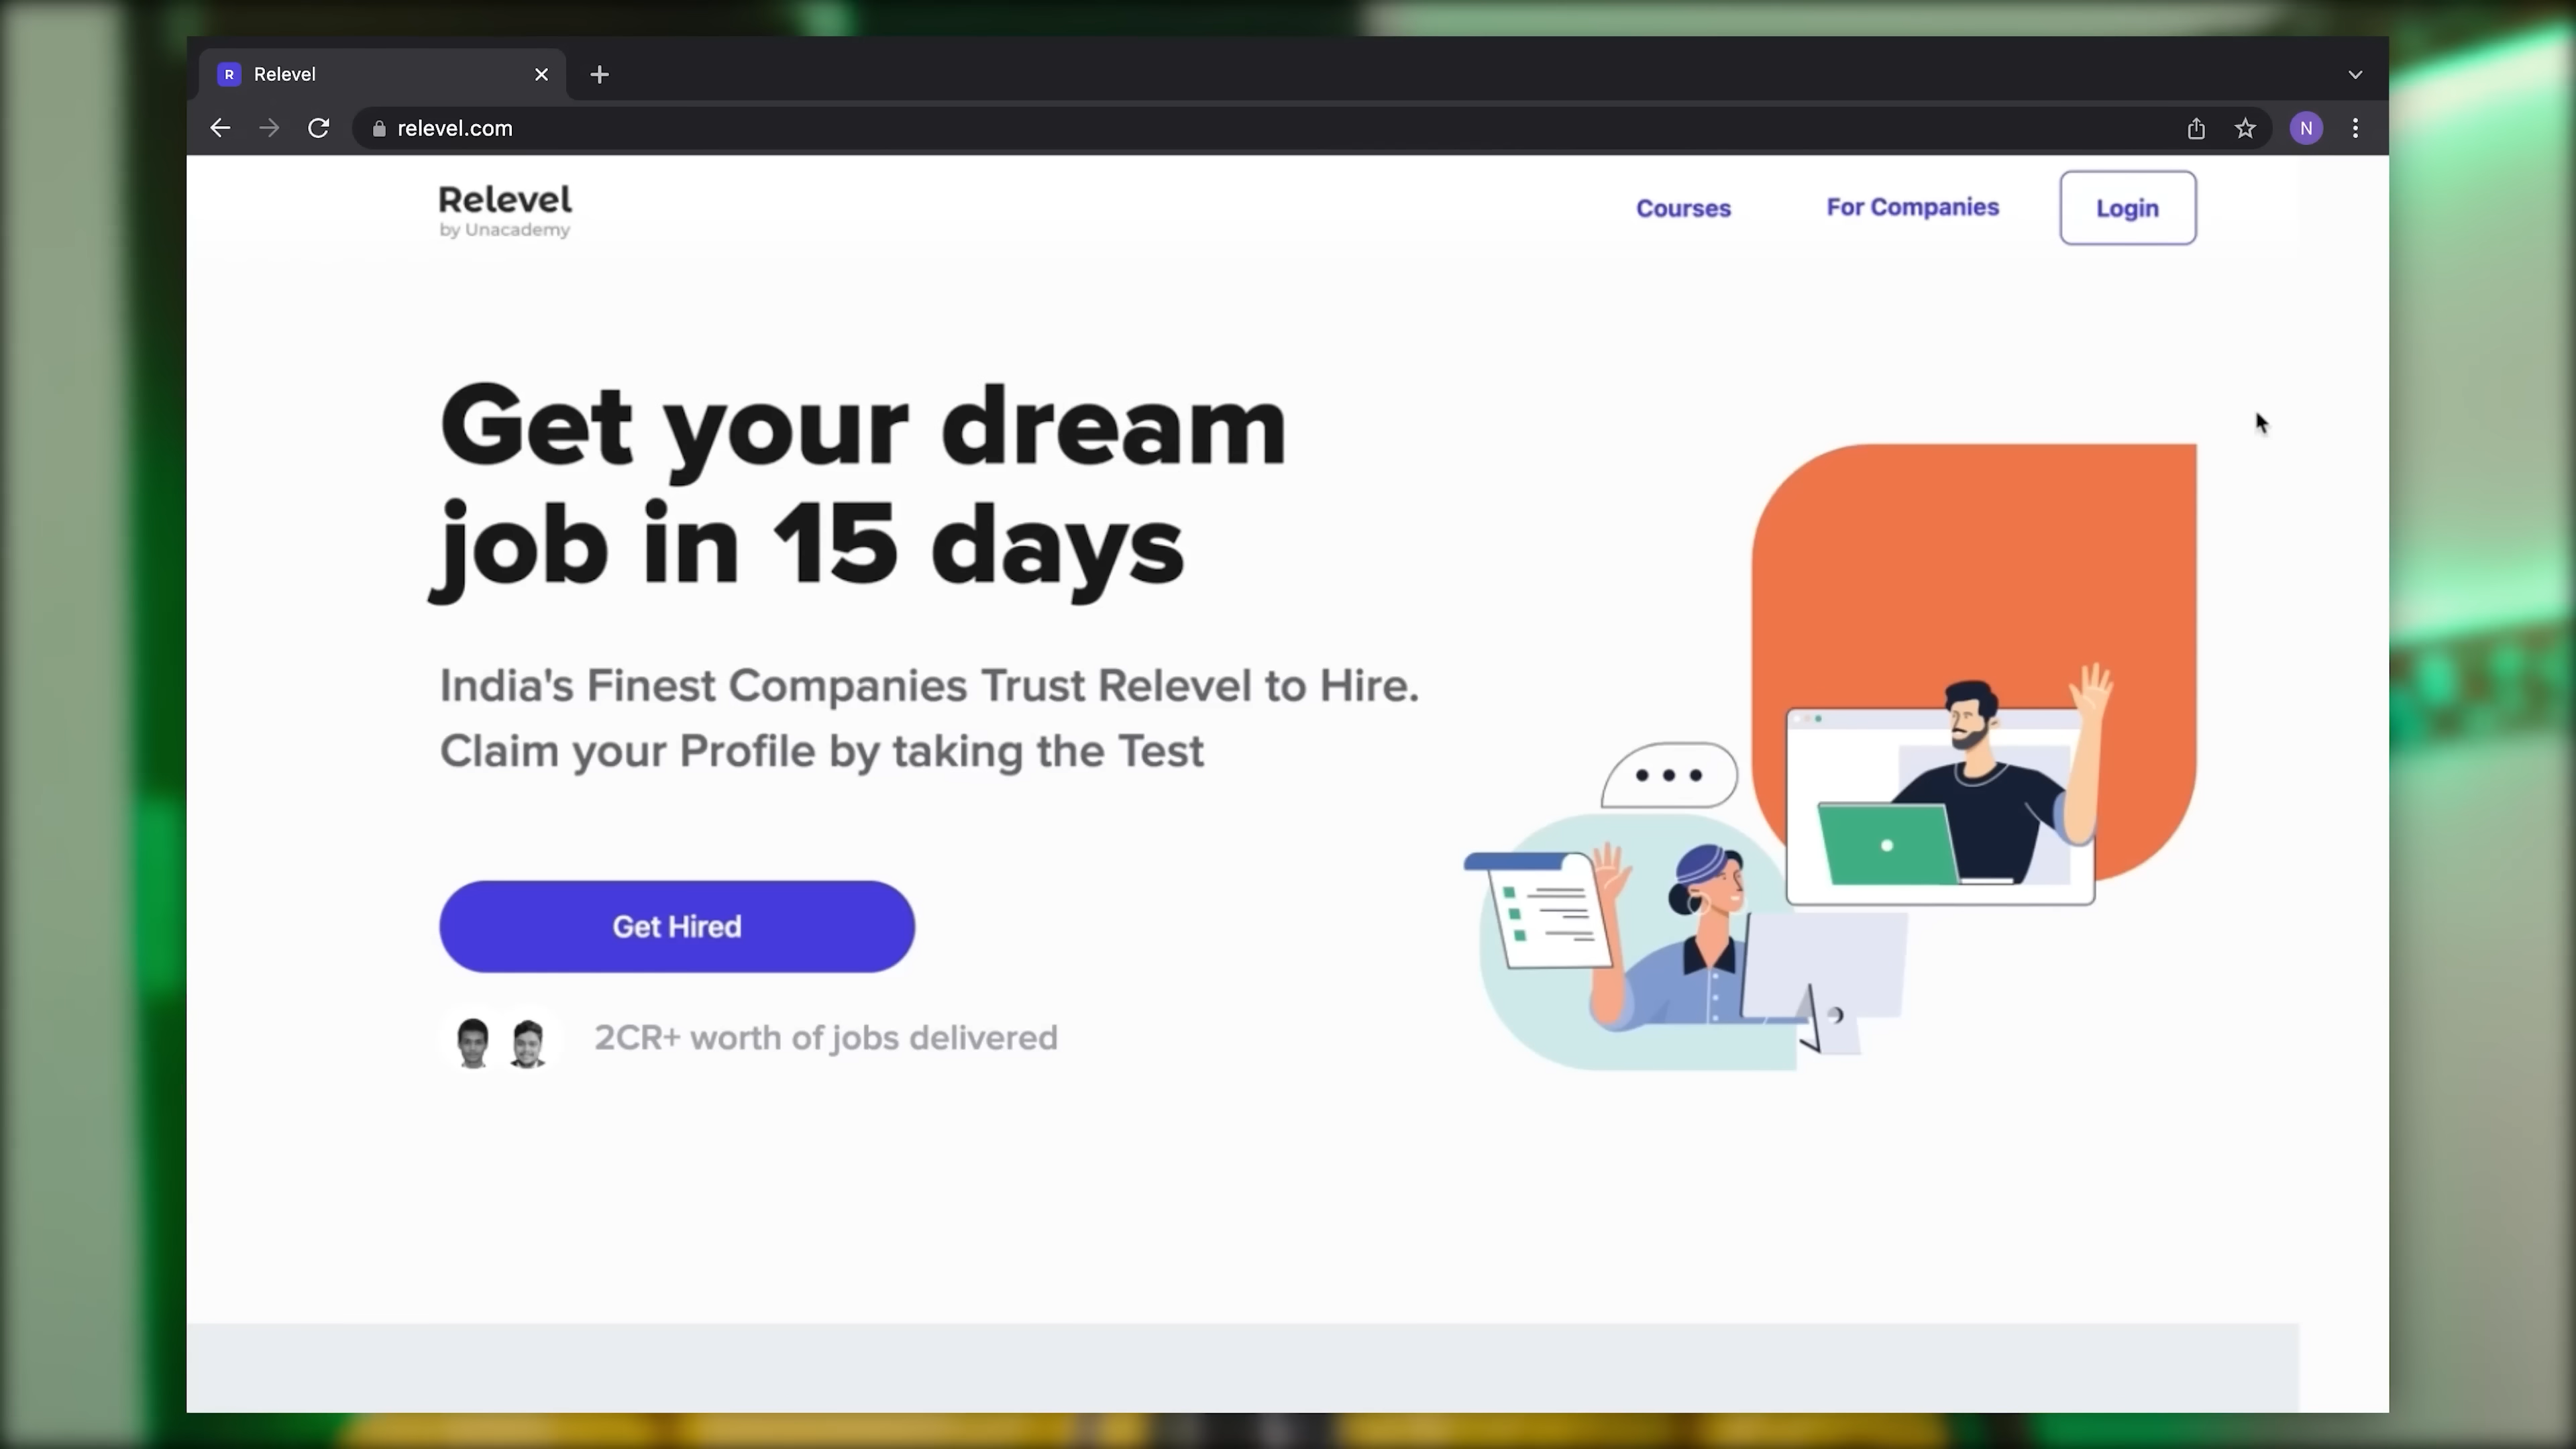 R Relevel
relevel.com
N
Relevel
by Unacademy
Courses
For Companies
Login
Get your dream
job in 15 days
India's Finest Companies Trust Relevel to Hire.
Claim your Profile by taking the Test
Get Hired
2CR+ worth of jobs delivered